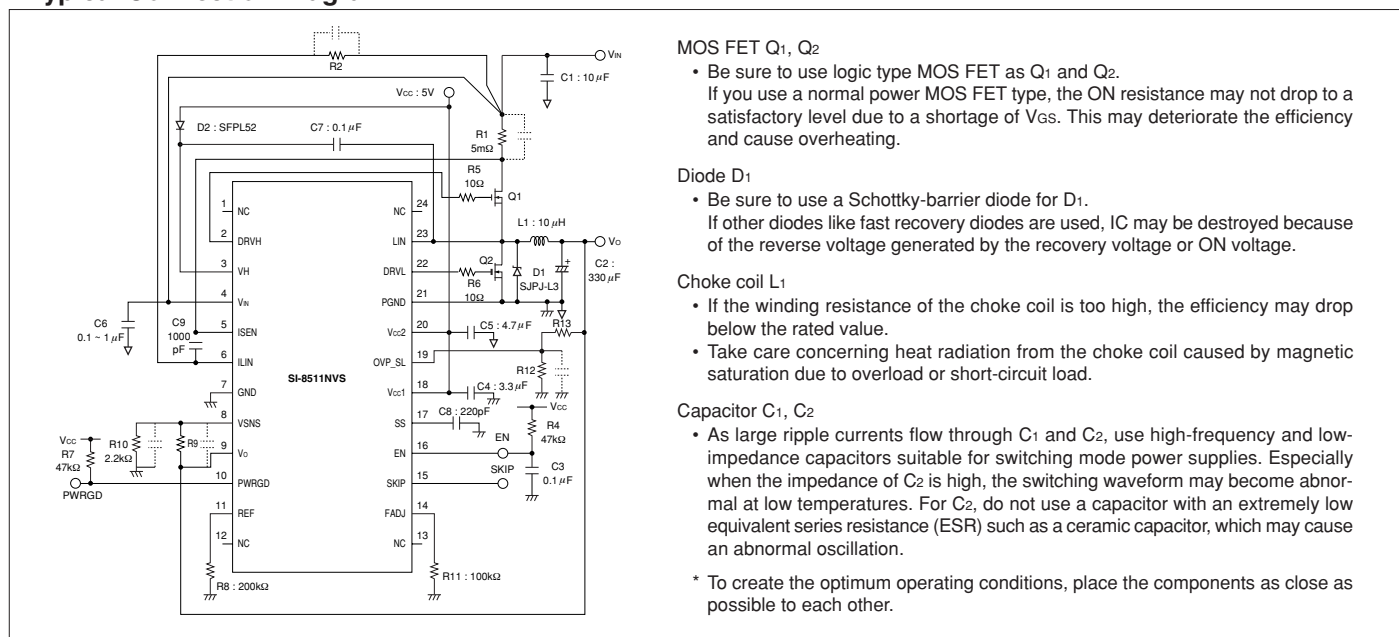 R2
VIN
C1 : 10 µF
Vcc : 5V
D2 : SFPL52
C7 : 0.1µF
R1
5mΩ
R5
10Ω
Q1
1
NC
24
NC
L1 : 10 µH
2
DRVH
23
LIN
Vo
3
VH
22
DRVL
Q2
R6
10Ω
D1
SJPJ-L3
+
C2 :
330 µF
4
VIN
21
PGND
C6
0.1 ~ 1µF
C9
1000
pF
5
ISEN
20
Vcc2
C5 : 4.7µF
R13
6
ILIN
19
OVP_SL
R12
SI-8511NVS
7
GND
18
Vcc1
C4 : 3.3µF
8
VSNS
17
SS
C8 : 220pF
Vcc
R4
47kΩ
Vcc
R7
47kΩ
R10
2.2kΩ
R9
9
Vo
16
EN
EN
C3
0.1µF
PWRGD
10
PWRGD
15
SKIP
SKIP
11
REF
14
FADJ
12
NC
13
NC
R8 : 200kΩ
R11 : 100kΩ
MOS FET Q1, Q2
• Be sure to use logic type MOS FET as Q1 and Q2.
If you use a normal power MOS FET type, the ON resistance may not drop to a
satisfactory level due to a shortage of VGS. This may deteriorate the efficiency
and cause overheating.
Diode D1
• Be sure to use a Schottky-barrier diode for D1.
If other diodes like fast recovery diodes are used, IC may be destroyed because
of the reverse voltage generated by the recovery voltage or ON voltage.
Choke coil L1
• If the winding resistance of the choke coil is too high, the efficiency may drop
below the rated value.
• Take care concerning heat radiation from the choke coil caused by magnetic
saturation due to overload or short-circuit load.
Capacitor C1, C2
• As large ripple currents flow through C1 and C2, use high-frequency and low-
impedance capacitors suitable for switching mode power supplies. Especially
when the impedance of C2 is high, the switching waveform may become abnor-
mal at low temperatures. For C2, do not use a capacitor with an extremely low
equivalent series resistance (ESR) such as a ceramic capacitor, which may cause
an abnormal oscillation.
* To create the optimum operating conditions, place the components as close as
possible to each other.